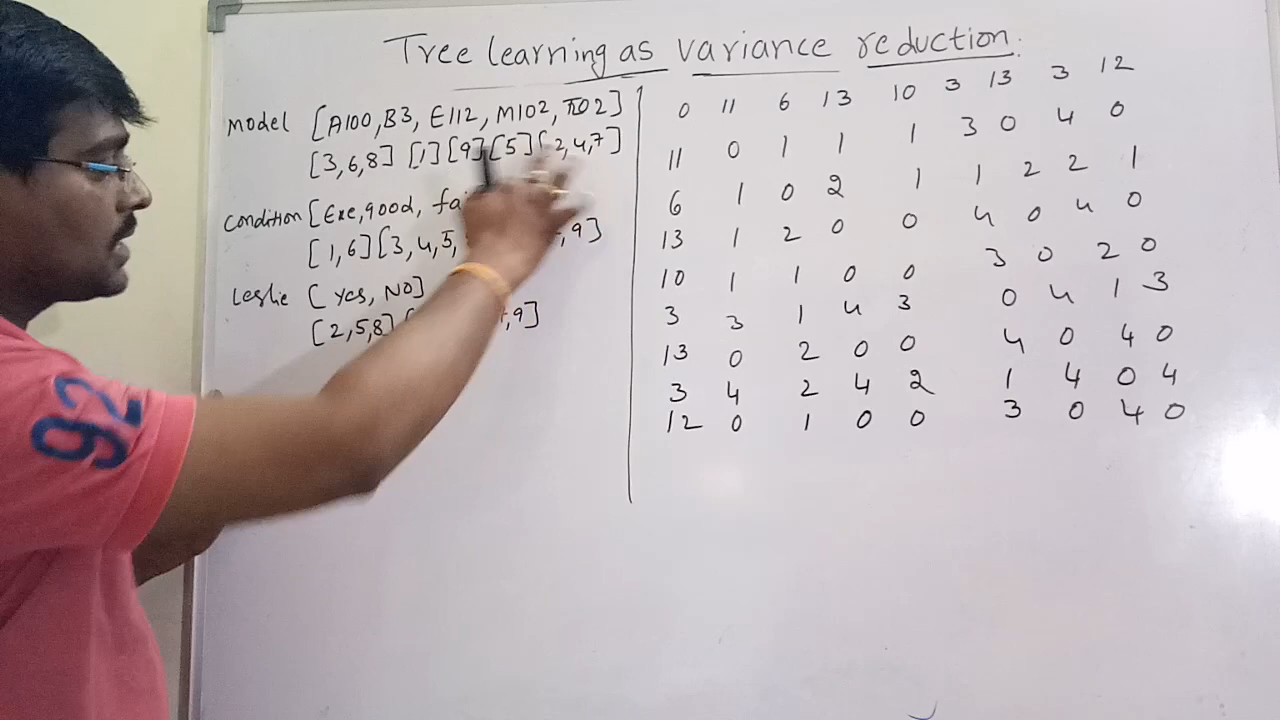 Tree learning as variance reduction.
Model [A100, B3, E112, M102, T02]
[3,6,8] [1] [9] [5] [2,4,7]
Condition [Exe, good,
[1,6] [3,4,5, ,9]
Leslie [Yes, No]
[2,5,8] ,9]
0 11 6 13 10 3 13 3 12
11 0 1 1 1 3 0 4 0
6 1 0 2 1 1 2 2 1
13 1 2 0 0 4 0 4 0
10 1 1 0 0 3 0 2 0
3 3 1 4 3 0 4 1 3
13 0 2 0 0 4 0 4 0
3 4 2 4 2 1 4 0 4
12 0 1 0 0 3 0 4 0
92